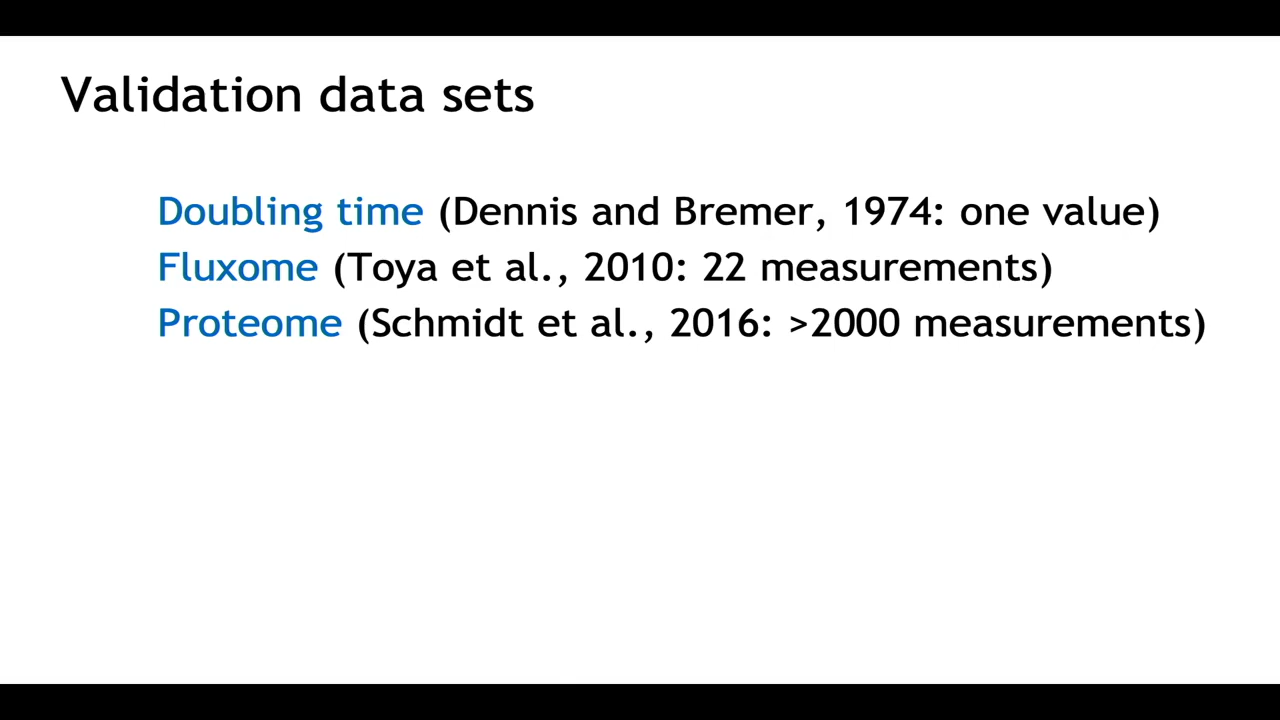 Validation data sets
Doubling time (Dennis and Bremer, 1974: one value)
Fluxome (Toya et al., 2010: 22 measurements)
Proteome (Schmidt et al., 2016: >2000 measurements)